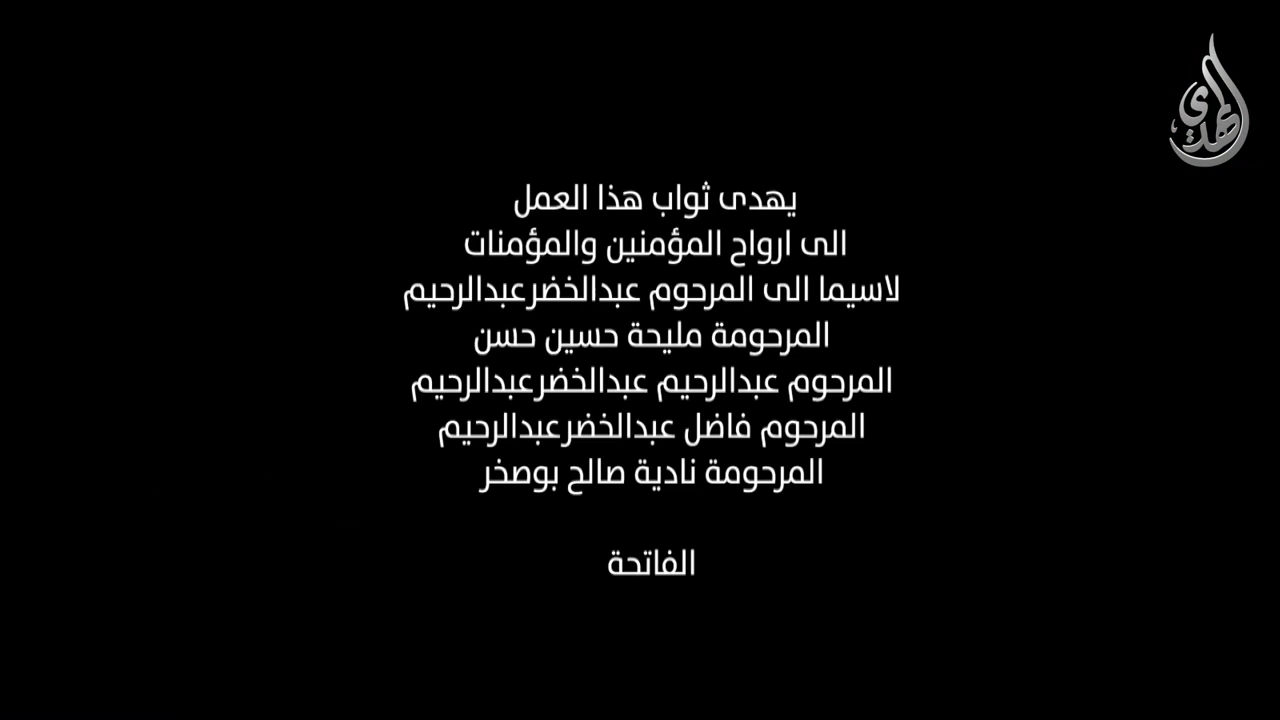 المهدي
يهدى ثواب هذا العمل
الى ارواح المؤمنين والمؤمنات
لاسيما الى المرحوم عبدالخضرعبدالرحيم
المرحومة مليحة حسين حسن
المرحوم عبدالرحيم عبدالخضرعبدالرحيم
المرحوم فاضل عبدالخضرعبدالرحيم
المرحومة نادية صالح بوصخر
الفاتحة